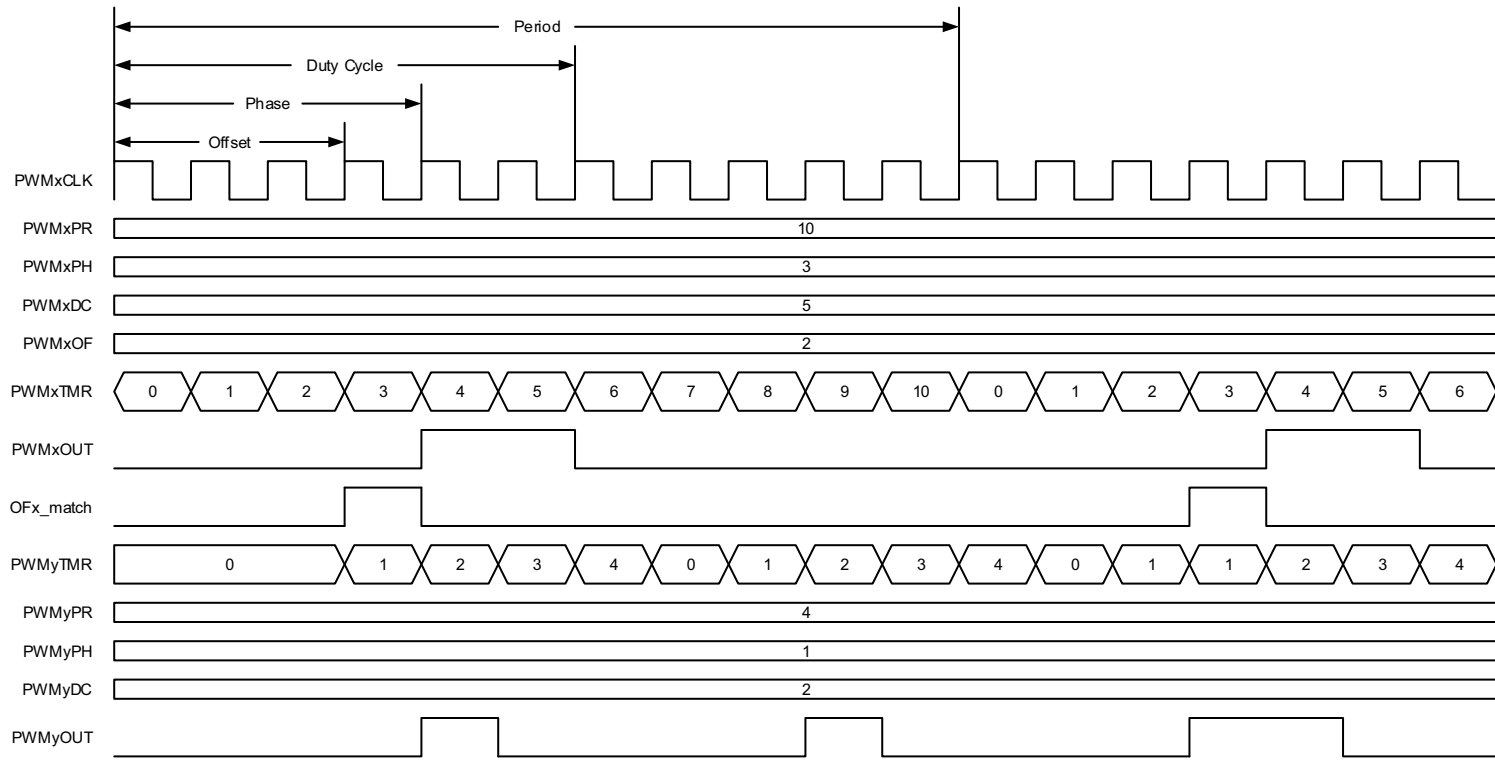 Period
Duty Cycle
Phase
Offset
PWMxCLK
PWMxPR 10
PWMxPH 3
PWMxDC 5
PWMxOF 2
PWMxTMR 0 1 2 3 4 5 6 7 8 9 10 0 1 2 3 4 5 6
PWMxOUT
OFx_match
PWMyTMR 0 1 2 3 4 0 1 2 3 4 0 1 1 2 3 4
PWMyPR 4
PWMyPH 1
PWMyDC 2
PWMyOUT